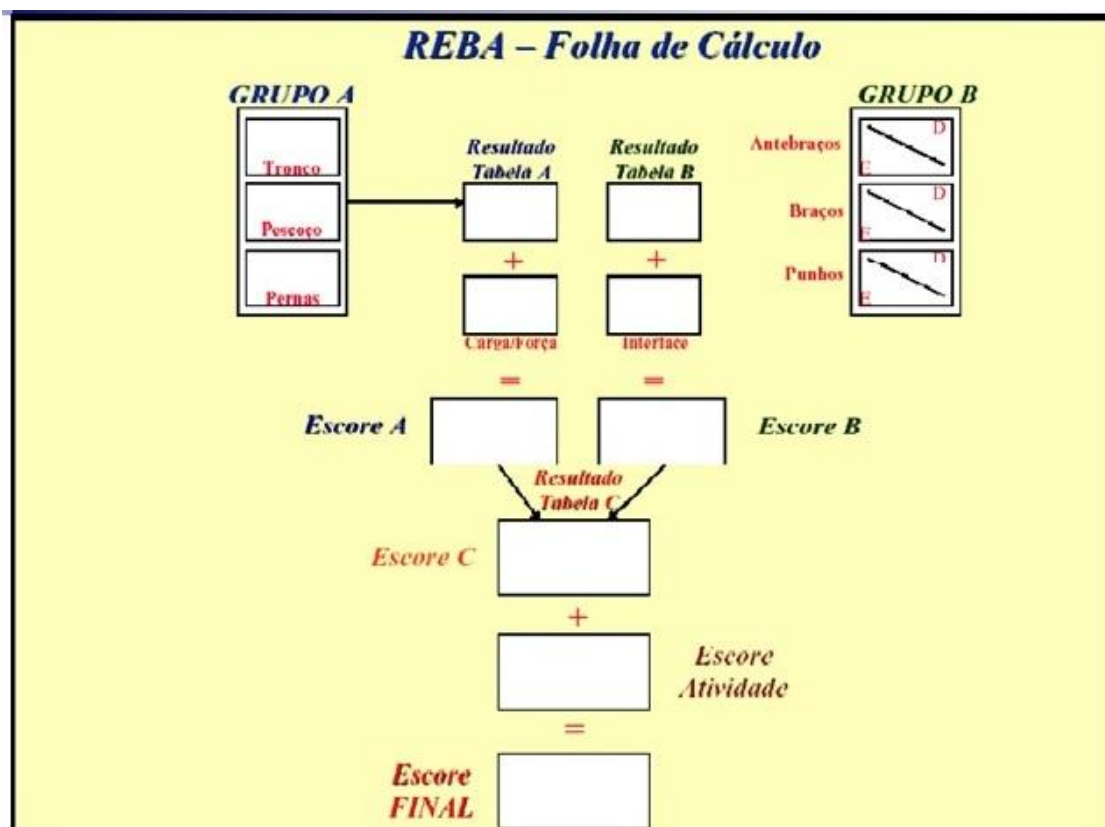 REBA – Folha de Cálculo
GRUPO A
GRUPO B
Tronco
Pescoço
Pernas
Resultado
Tabela A
Resultado
Tabela B
+
+
Carga/Força
Interface
=
=
Antebraços
D
E
Braços
D
E
Punhos
D
E
Escore A
Escore B
Resultado
Tabela C
Escore C
+
Escore
Atividade
=
Escore
FINAL